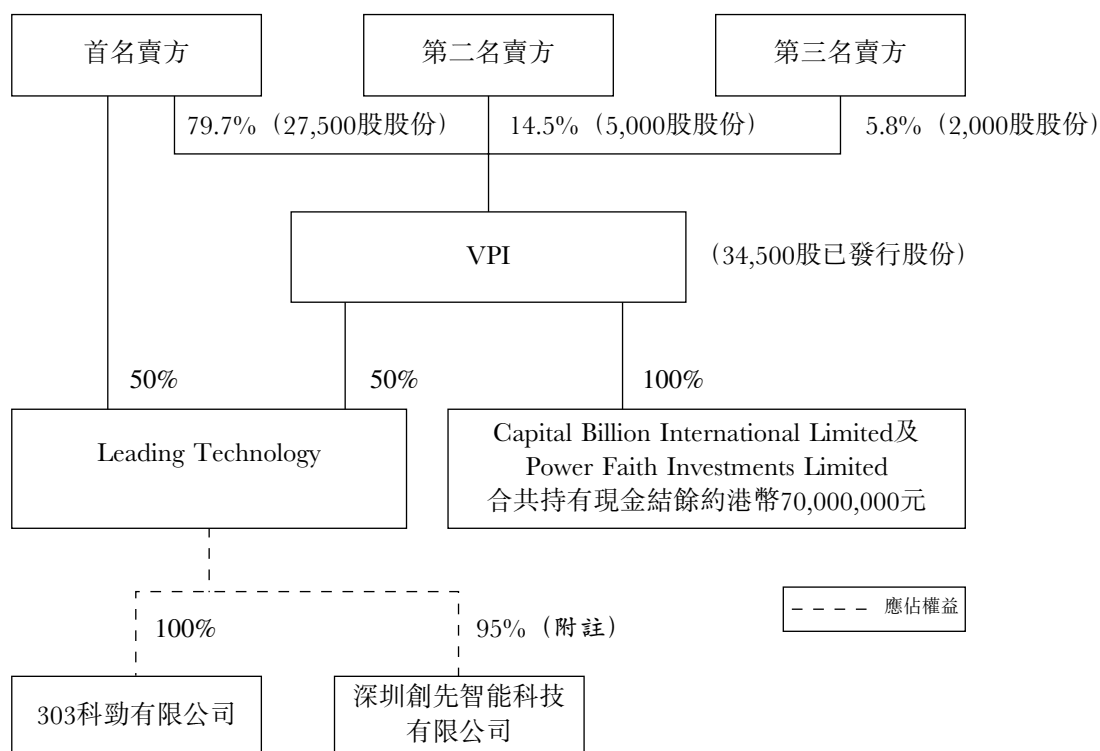 首名賣方
第二名賣方
第三名賣方
79.7%（27,500股股份）
14.5%（5,000股股份）
5.8%（2,000股股份）
VPI
（34,500股已發行股份）
50%
50%
100%
Leading Technology
Capital Billion International Limited及
Power Faith Investments Limited
合共持有現金結餘約港幣70,000,000元
應佔權益
100%
95%（附註）
303科勁有限公司
深圳創先智能科技
有限公司